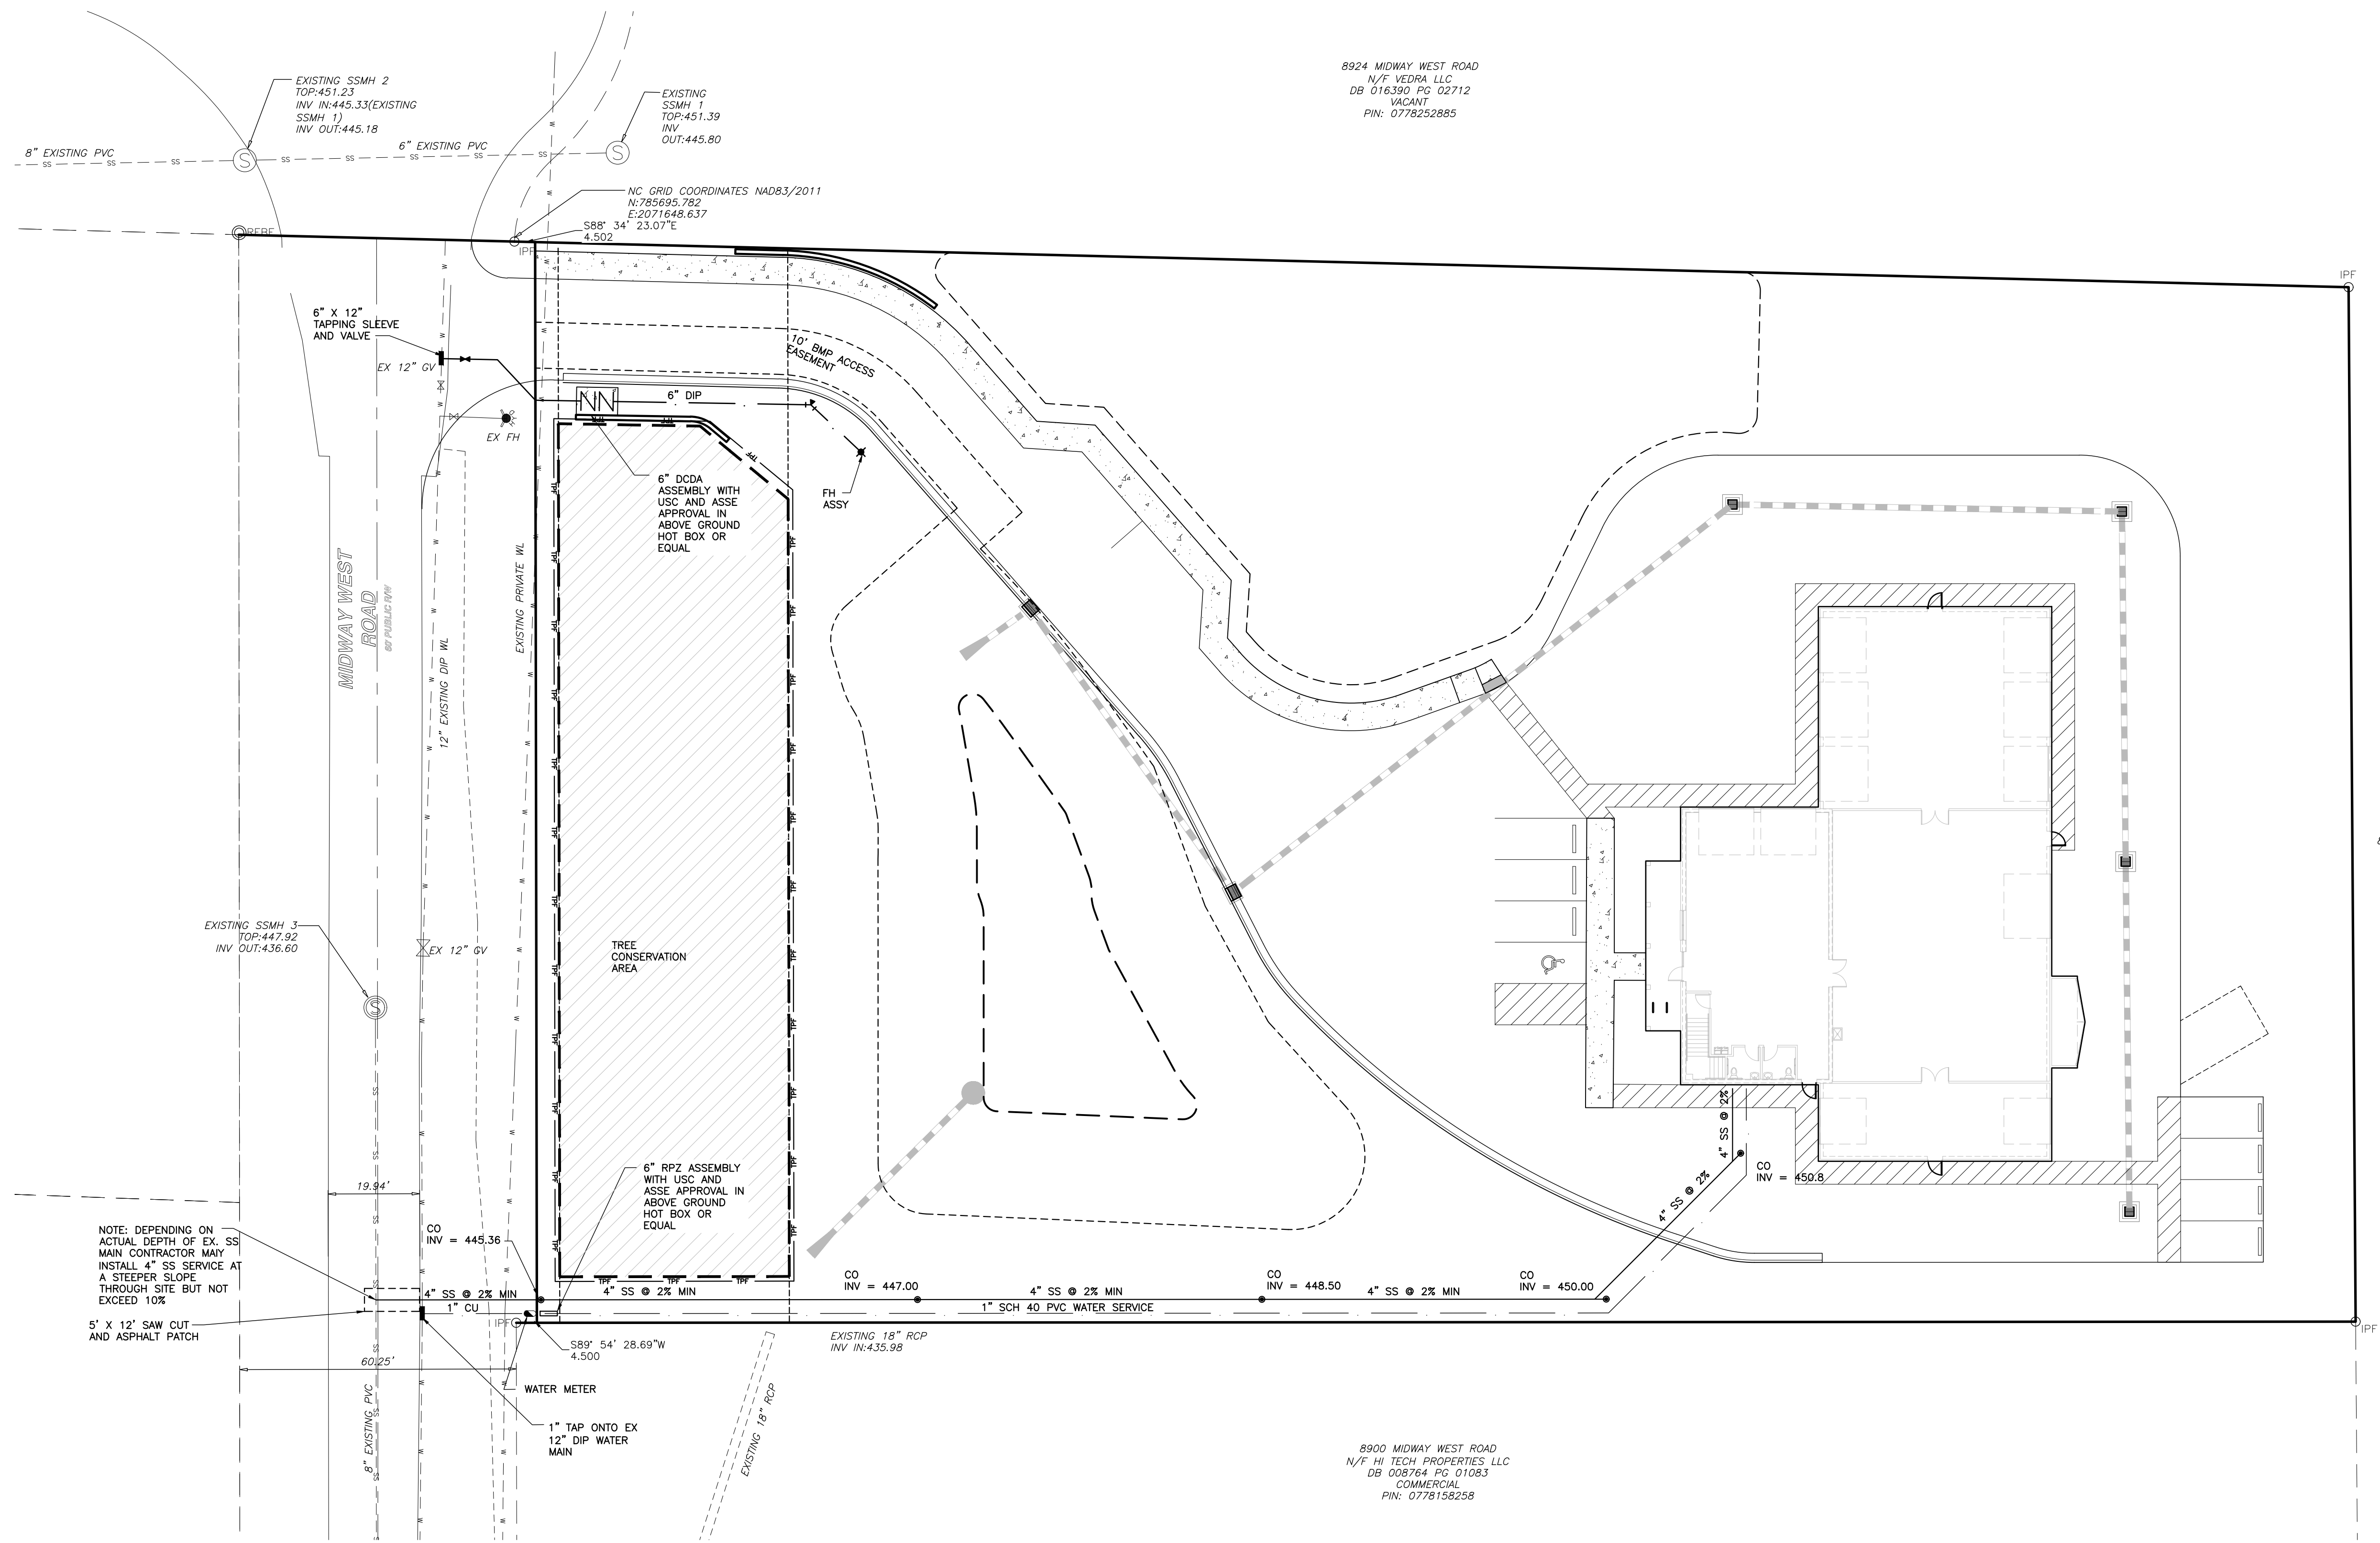 8924 MIDWAY WEST ROAD
N/F VEDRA LLC
DB 016390 PG 02712
VACANT
PIN: 0778252885
EXISTING SSMH 2
TOP:451.23
INV IN:445.33(EXISTING
SSMH 1)
INV OUT:445.18
EXISTING
SSMH 1
TOP:451.39
INV
OUT:445.80
8" EXISTING PVC
6" EXISTING PVC
NC GRID COORDINATES NAD83/2011
N:785695.782
E:2071648.637
S88° 34' 23.07"E
4.502
REBF
IPF
IPF
6" X 12"
TAPPING SLEEVE
AND VALVE
EX 12" GV
EX FH
10' BMP ACCESS
EASEMENT
6" DIP
6" DCDA
ASSEMBLY WITH
USC AND ASSE
APPROVAL IN
ABOVE GROUND
HOT BOX OR
EQUAL
FH
ASSY
MIDWAY WEST
ROAD
60' PUBLIC R/W
12" EXISTING DIP WL
EXISTING PRIVATE WL
EXISTING SSMH 3
TOP:447.92
INV OUT:436.60
EX 12" GV
TREE
CONSERVATION
AREA
6" RPZ ASSEMBLY
WITH USC AND
ASSE APPROVAL IN
ABOVE GROUND
HOT BOX OR
EQUAL
4" SS @ 2%
4" SS @ 2%
CO
INV = 450.8
19.94'
NOTE: DEPENDING ON
ACTUAL DEPTH OF EX. SS
MAIN CONTRACTOR MAIY
INSTALL 4" SS SERVICE AT
A STEEPER SLOPE
THROUGH SITE BUT NOT
EXCEED 10%
CO
INV = 445.36
CO
INV = 447.00
CO
INV = 448.50
CO
INV = 450.00
4" SS @ 2% MIN
4" SS @ 2% MIN
4" SS @ 2% MIN
4" SS @ 2% MIN
1" CU
1" SCH 40 PVC WATER SERVICE
5' X 12' SAW CUT
AND ASPHALT PATCH
IPF
IPF
S89° 54' 28.69"W
4.500
EXISTING 18" RCP
INV IN:435.98
60.25'
WATER METER
8" EXISTING PVC
EXISTING 18" RCP
1" TAP ONTO EX
12" DIP WATER
MAIN
8900 MIDWAY WEST ROAD
N/F HI TECH PROPERTIES LLC
DB 008764 PG 01083
COMMERCIAL
PIN: 0778158258